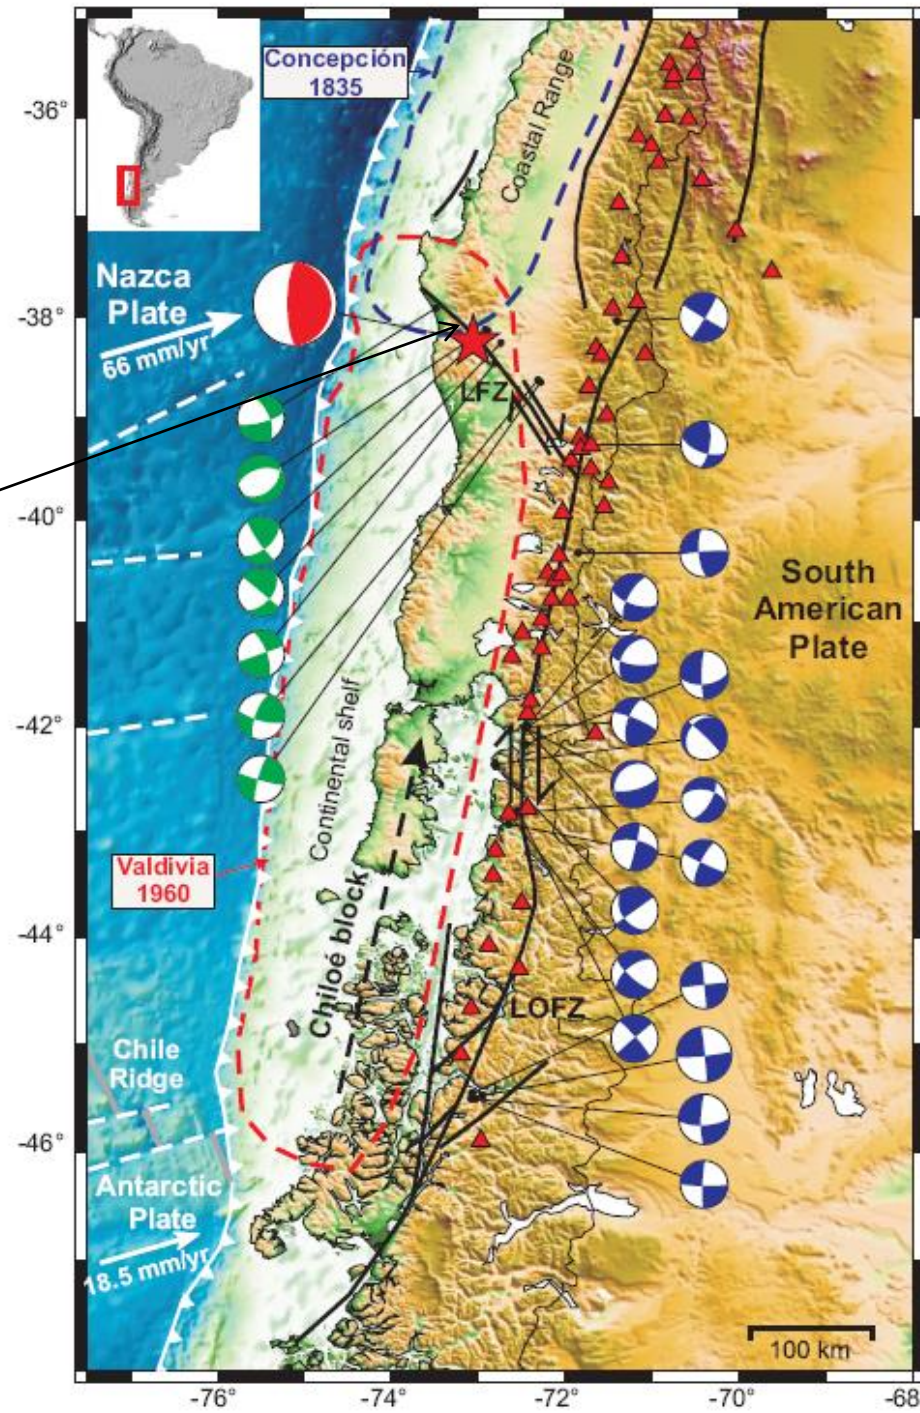 Concepción
1835
Coastal Range
-36°
Nazca
Plate
66 mm/yr
-38°
LFZ
-40°
South
American
Plate
Continental shelf
-42°
Valdivia
1960
Chiloé block
-44°
LOFZ
Chile
Ridge
-46°
Antarctic
Plate
18.5 mm/yr
100 km
-76°
-74°
-72°
-70°
-68